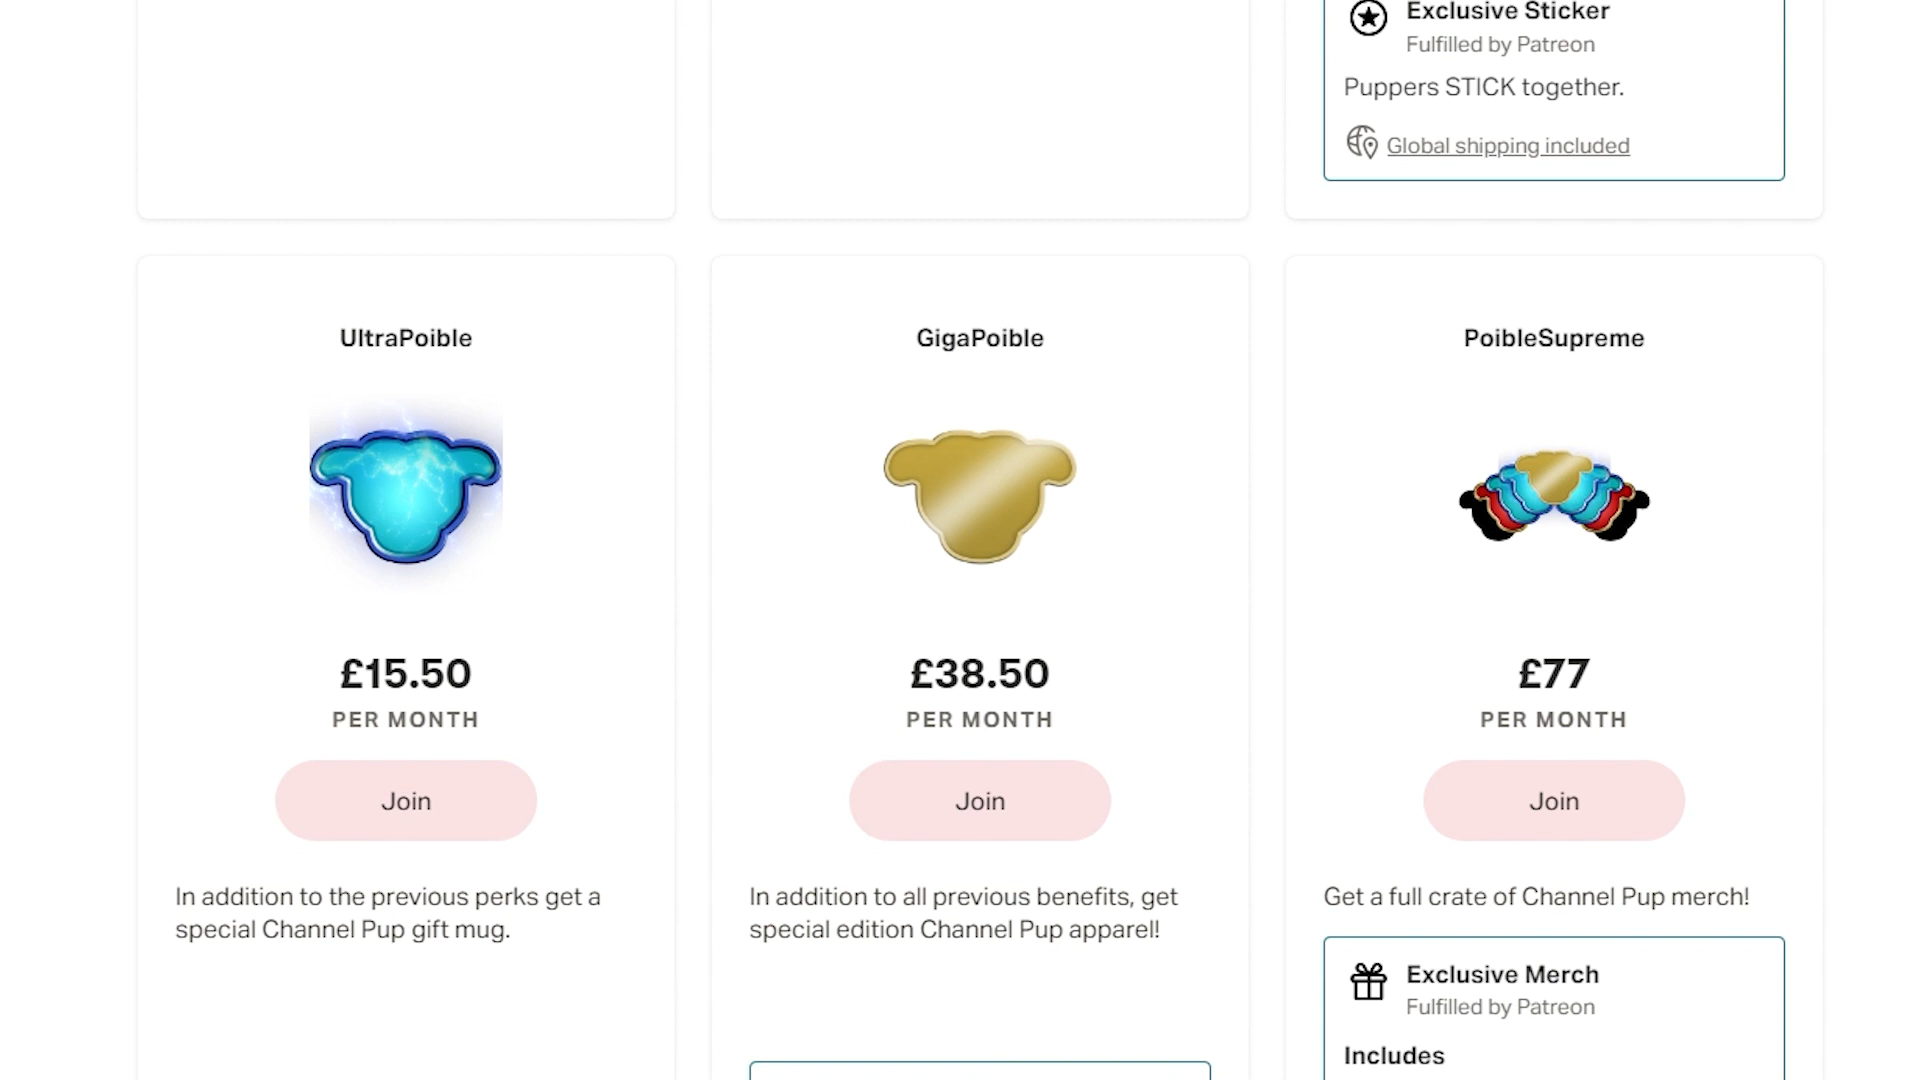 Exclusive Sticker
Fulfilled by Patreon
Puppers STICK together.
Global shipping included
UltraPoible
£15.50
PER MONTH
Join
In addition to the previous perks get a
special Channel Pup gift mug.
GigaPoible
£38.50
PER MONTH
Join
In addition to all previous benefits, get
special edition Channel Pup apparel!
PoibleSupreme
£77
PER MONTH
Join
Get a full crate of Channel Pup merch!
Exclusive Merch
Fulfilled by Patreon
Includes